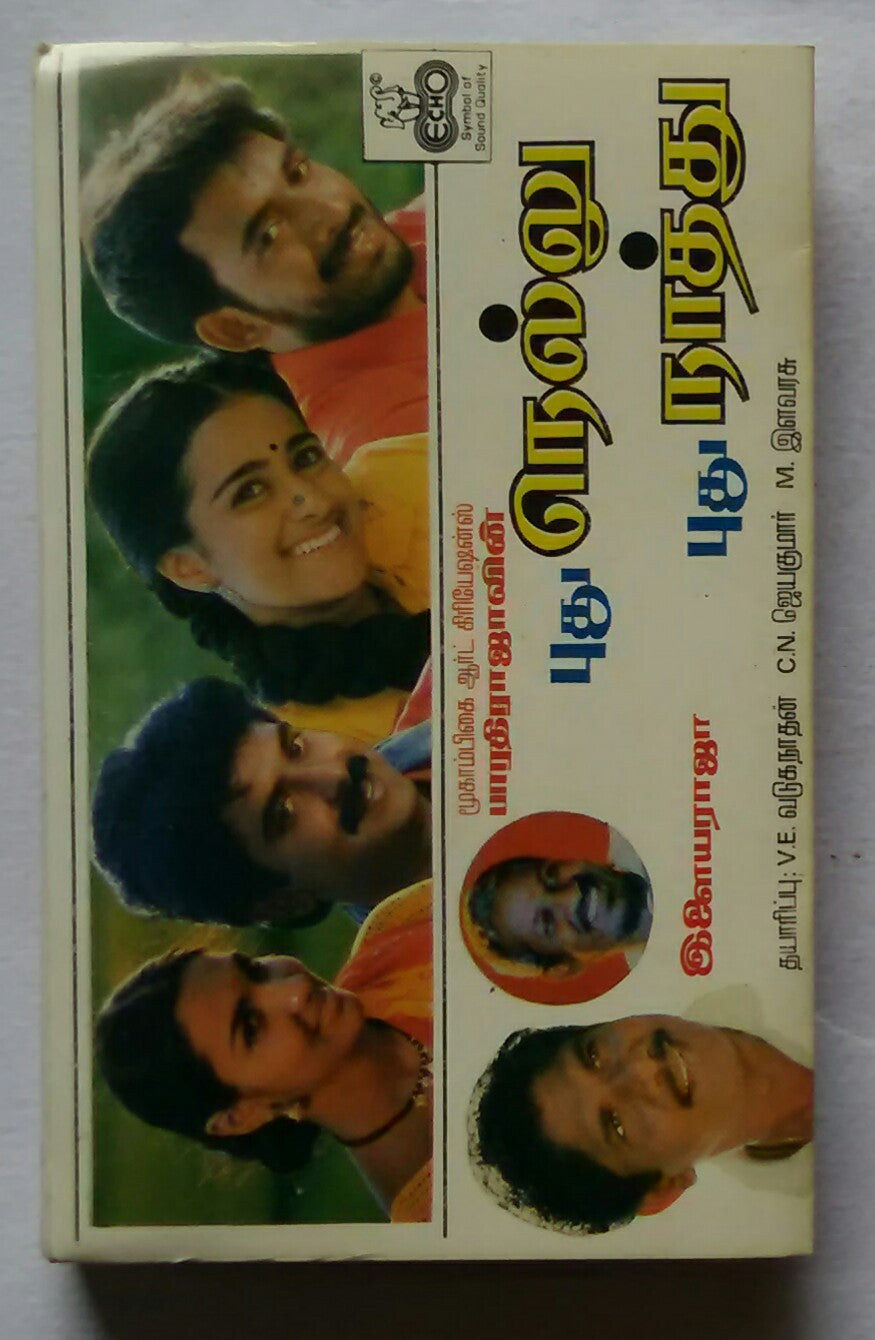 ECHO
Symbol of
Sound Quality
மூகாம்பிகை ஆர்ட் கிரியேஷன்ஸ்
பாரதிராஜாவின்
புது நெல்லு
புது நாத்து
இளையராஜா
தயாரிப்பு: V.E. வடுகநாதன் C.N. ஜெயகுமார் M. இளவரசு